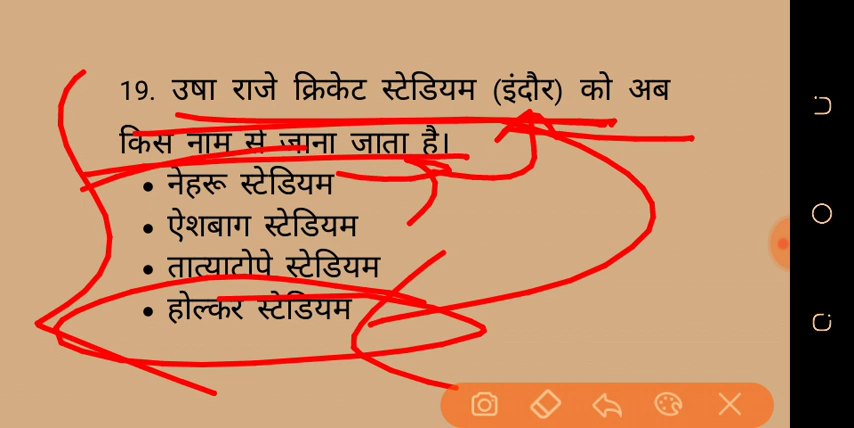 19. उषा राजे क्रिकेट स्टेडियम (इंदौर) को अब
किस नाम से जाना जाता है।
• नेहरू स्टेडियम
• ऐशबाग स्टेडियम
• तात्याटोपे स्टेडियम
• होल्कर स्टेडियम